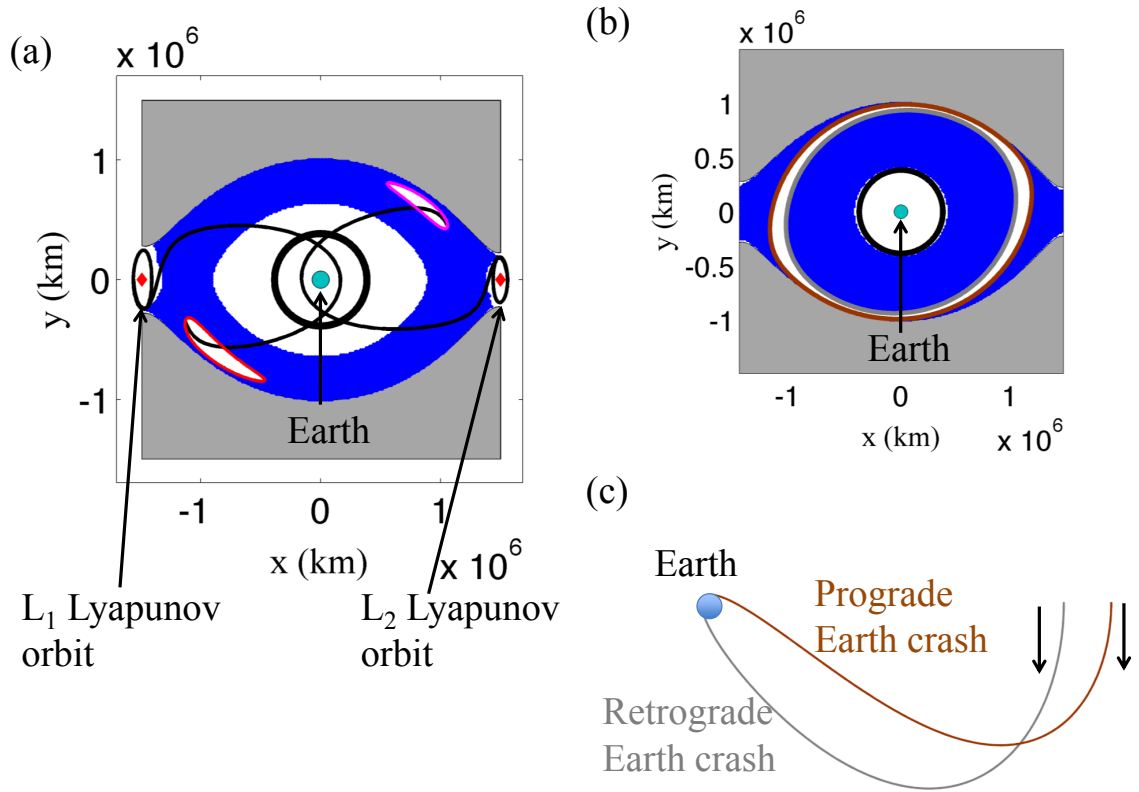 (a)
x 10^6
1
0
-1
y (km)
-1 0 1
x (km)
x 10^6
Earth
L₁ Lyapunov
orbit
L₂ Lyapunov
orbit
(b)
x 10^6
1
0.5
0
-0.5
-1
y (km)
Earth
-1 0 1
x (km)
x 10^6
(c)
Earth
Prograde
Earth crash
Retrograde
Earth crash